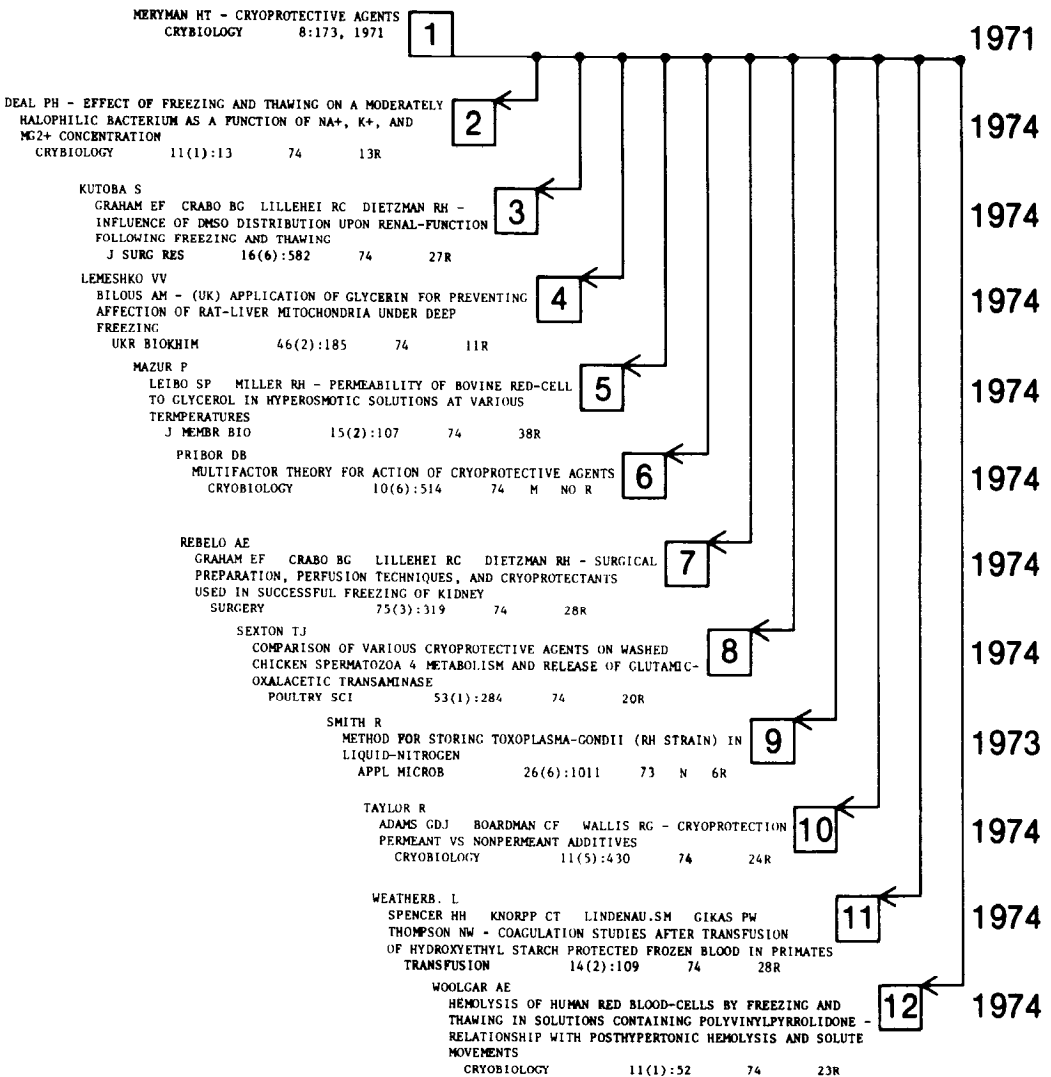 MERYMAN HT - CRYOPROTECTIVE AGENTS
CRYBIOLOGY 8:173, 1971
1
1971
DEAL PH - EFFECT OF FREEZING AND THAWING ON A MODERATELY
HALOPHILIC BACTERIUM AS A FUNCTION OF NA+, K+, AND
MG2+ CONCENTRATION
CRYBIOLOGY 11(1):13 74 13R
2
1974
KUTOBA S
GRAHAM EF CRABO BG LILLEHEI RC DIETZMAN RH -
INFLUENCE OF DMSO DISTRIBUTION UPON RENAL-FUNCTION
FOLLOWING FREEZING AND THAWING
J SURG RES 16(6):582 74 27R
3
1974
LEMESHKO VV
BILOUS AM - (UK) APPLICATION OF GLYCERIN FOR PREVENTING
AFFECTION OF RAT-LIVER MITOCHONDRIA UNDER DEEP
FREEZING
UKR BIOKHIM 46(2):185 74 11R
4
1974
MAZUR P
LEIBO SP MILLER RH - PERMEABILITY OF BOVINE RED-CELL
TO GLYCEROL IN HYPEROSMOTIC SOLUTIONS AT VARIOUS
TERMPERATURES
J MEMBR BIO 15(2):107 74 38R
5
1974
PRIBOR DB
MULTIFACTOR THEORY FOR ACTION OF CRYOPROTECTIVE AGENTS
CRYOBIOLOGY 10(6):514 74 M NO R
6
1974
REBELO AE
GRAHAM EF CRABO BG LILLEHEI RC DIETZMAN RH - SURGICAL
PREPARATION, PERFUSION TECHNIQUES, AND CRYOPROTECTANTS
USED IN SUCCESSFUL FREEZING OF KIDNEY
SURGERY 75(3):319 74 28R
7
1974
SEXTON TJ
COMPARISON OF VARIOUS CRYOPROTECTIVE AGENTS ON WASHED
CHICKEN SPERMATOZOA 4 METABOLISM AND RELEASE OF GLUTAMIC-
OXALACETIC TRANSAMINASE
POULTRY SCI 53(1):284 74 20R
8
1974
SMITH R
METHOD FOR STORING TOXOPLASMA-GONDII (RH STRAIN) IN
LIQUID-NITROGEN
APPL MICROB 26(6):1011 73 N 6R
9
1973
TAYLOR R
ADAMS GDJ BOARDMAN CF WALLIS RG - CRYOPROTECTION
PERMEANT VS NONPERMEANT ADDITIVES
CRYOBIOLOGY 11(5):430 74 24R
10
1974
WEATHERB. L
SPENCER HH KNORPP CT LINDENAU.SM GIKAS PW
THOMPSON NW - COAGULATION STUDIES AFTER TRANSFUSION
OF HYDROXYETHYL STARCH PROTECTED FROZEN BLOOD IN PRIMATES
TRANSFUSION 14(2):109 74 28R
11
1974
WOOLGAR AE
HEMOLYSIS OF HUMAN RED BLOOD-CELLS BY FREEZING AND
THAWING IN SOLUTIONS CONTAINING POLYVINYLPYRROLIDONE -
RELATIONSHIP WITH POSTHYPERTONIC HEMOLYSIS AND SOLUTE
MOVEMENTS
CRYOBIOLOGY 11(1):52 74 23R
12
1974